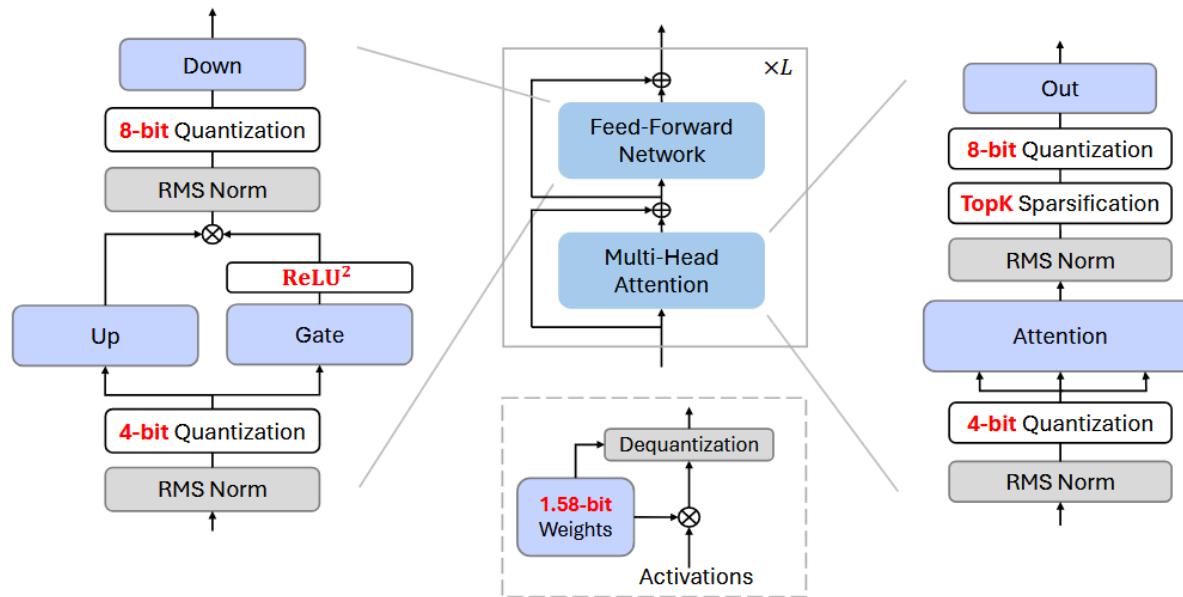 Down
8-bit Quantization
RMS Norm
ReLU²
Up
Gate
4-bit Quantization
RMS Norm
×L
Feed-Forward
Network
Multi-Head
Attention
Dequantization
1.58-bit
Weights
Activations
Out
8-bit Quantization
TopK Sparsification
RMS Norm
Attention
4-bit Quantization
RMS Norm